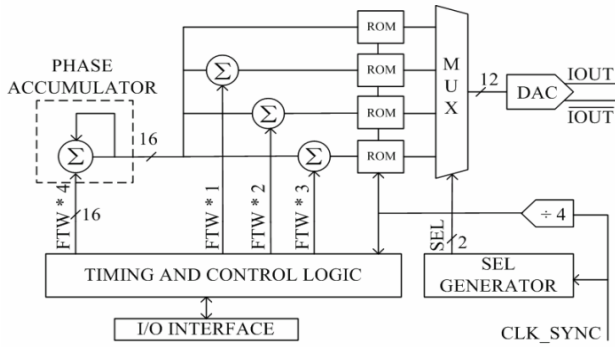 PHASE
ACCUMULATOR
Σ
16
FTW * 4
16
Σ
Σ
Σ
FTW * 1
FTW * 2
FTW * 3
ROM
ROM
ROM
ROM
MUX
12
DAC
IOUT
IOUT
÷ 4
SEL
2
TIMING AND CONTROL LOGIC
SEL
GENERATOR
I/O INTERFACE
CLK_SYNC